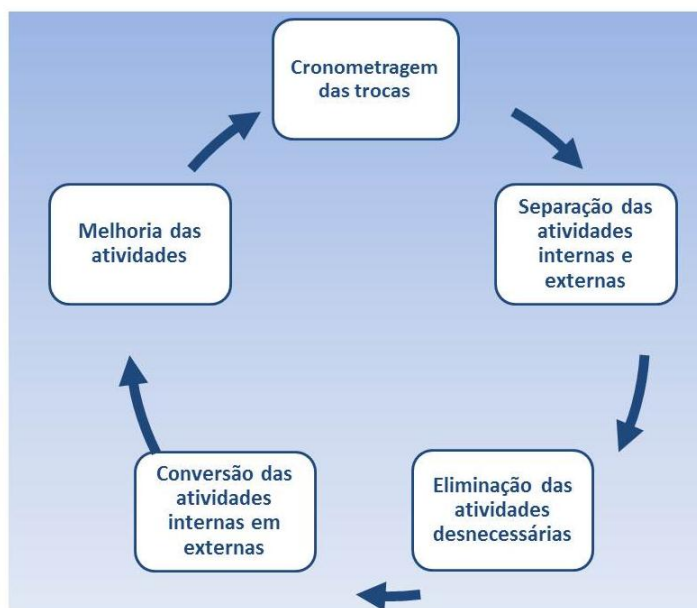 Cronometragem
das trocas
Separação das
atividades
internas e
externas
Eliminação das
atividades
desnecessárias
Conversão das
atividades
internas em
externas
Melhoria das
atividades